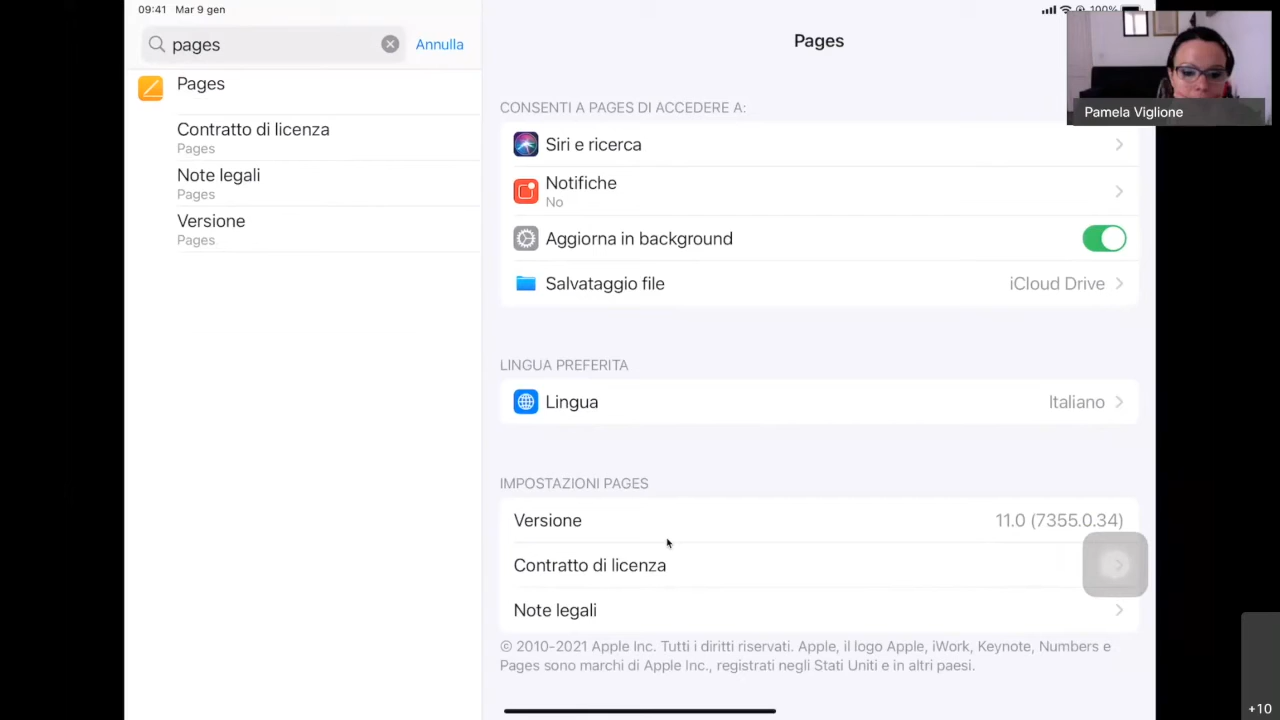 09:41 Mar 9 gen
100%
pages
Annulla
Pages
Contratto di licenza
Pages
Note legali
Pages
Versione
Pages
Pages
CONSENTI A PAGES DI ACCEDERE A:
Siri e ricerca
Notifiche
No
Aggiorna in background
Salvataggio file iCloud Drive
LINGUA PREFERITA
Lingua Italiano
IMPOSTAZIONI PAGES
Versione 11.0 (7355.0.34)
Contratto di licenza
Note legali
© 2010-2021 Apple Inc. Tutti i diritti riservati. Apple, il logo Apple, iWork, Keynote, Numbers e
Pages sono marchi di Apple Inc., registrati negli Stati Uniti e in altri paesi.
Pamela Viglione
+10